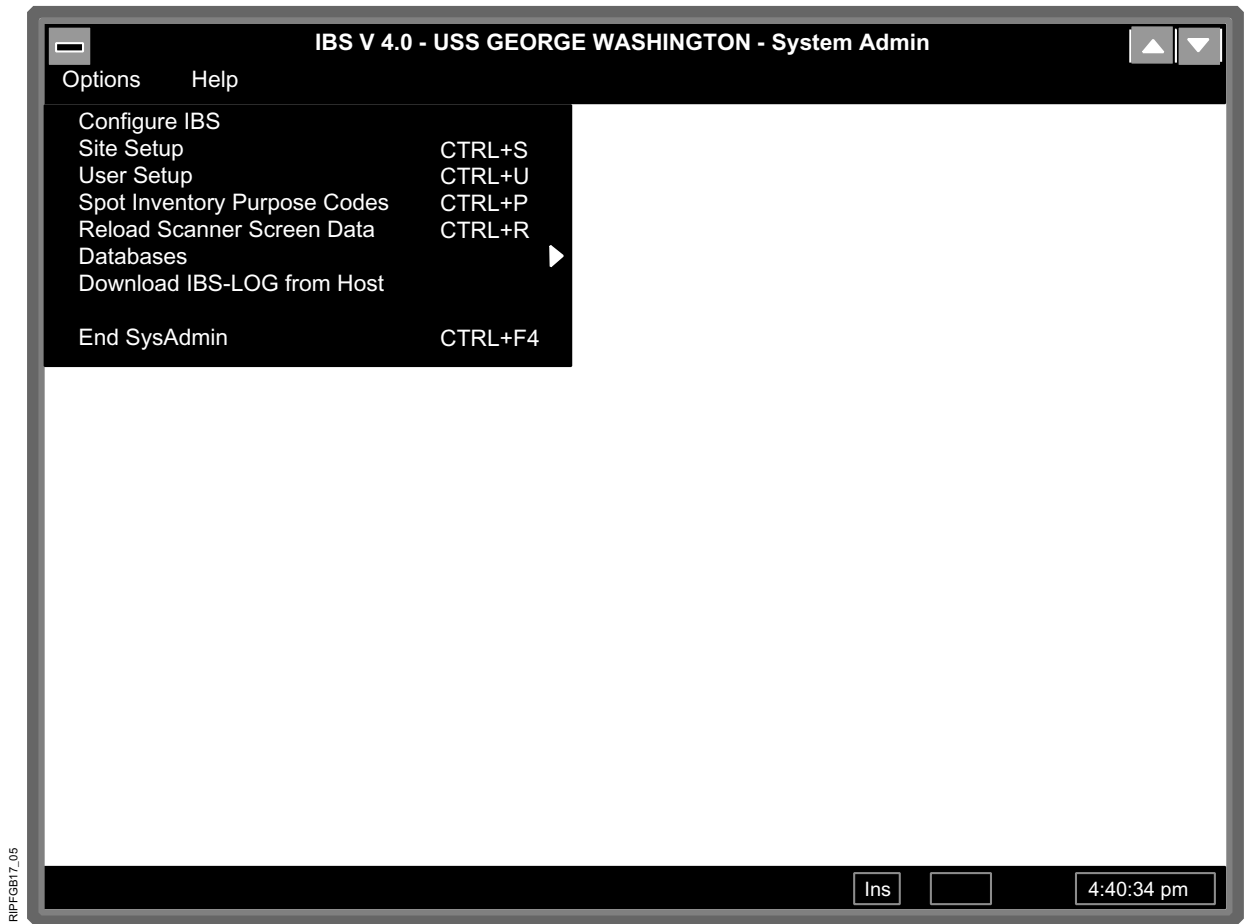 IBS V 4.0 - USS GEORGE WASHINGTON - System Admin
Options Help
Configure IBS
Site Setup CTRL+S
User Setup CTRL+U
Spot Inventory Purpose Codes CTRL+P
Reload Scanner Screen Data CTRL+R
Databases
Download IBS-LOG from Host
End SysAdmin CTRL+F4
Ins 4:40:34 pm
RIPFGB17_05